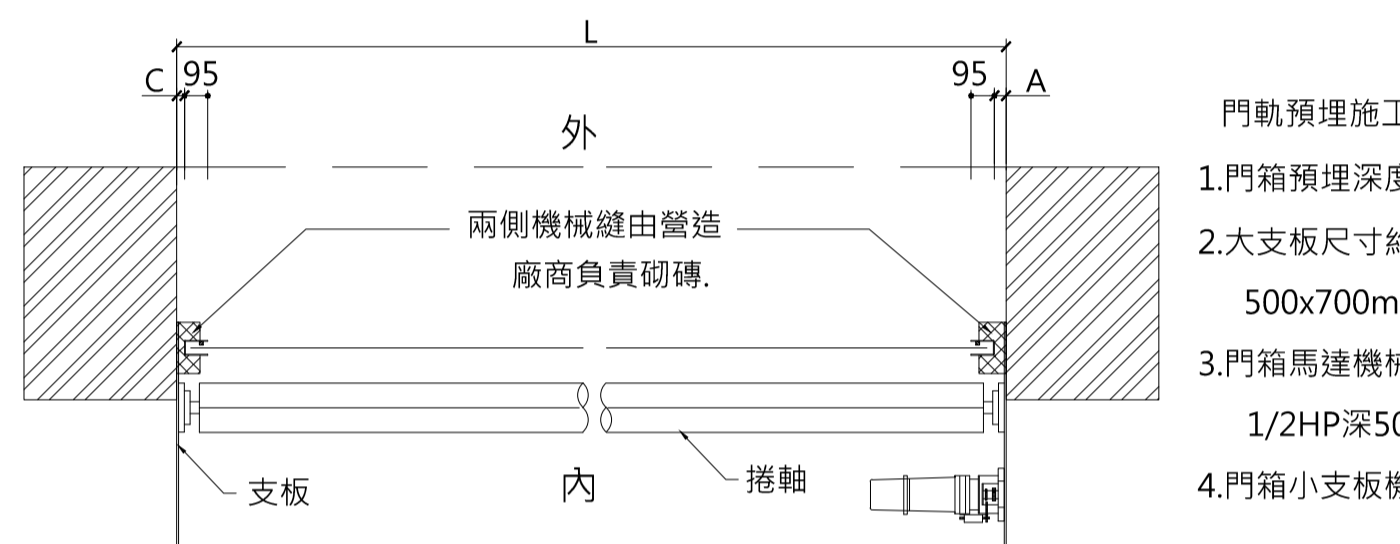 L
C 95
95 A
外
兩側機械縫由營造
廠商負責砌磚.
支板
內
捲軸
門軌預埋施工
1.門箱預埋深度
2.大支板尺寸
500x700m
3.門箱馬達機械
1/2HP深50
4.門箱小支板機